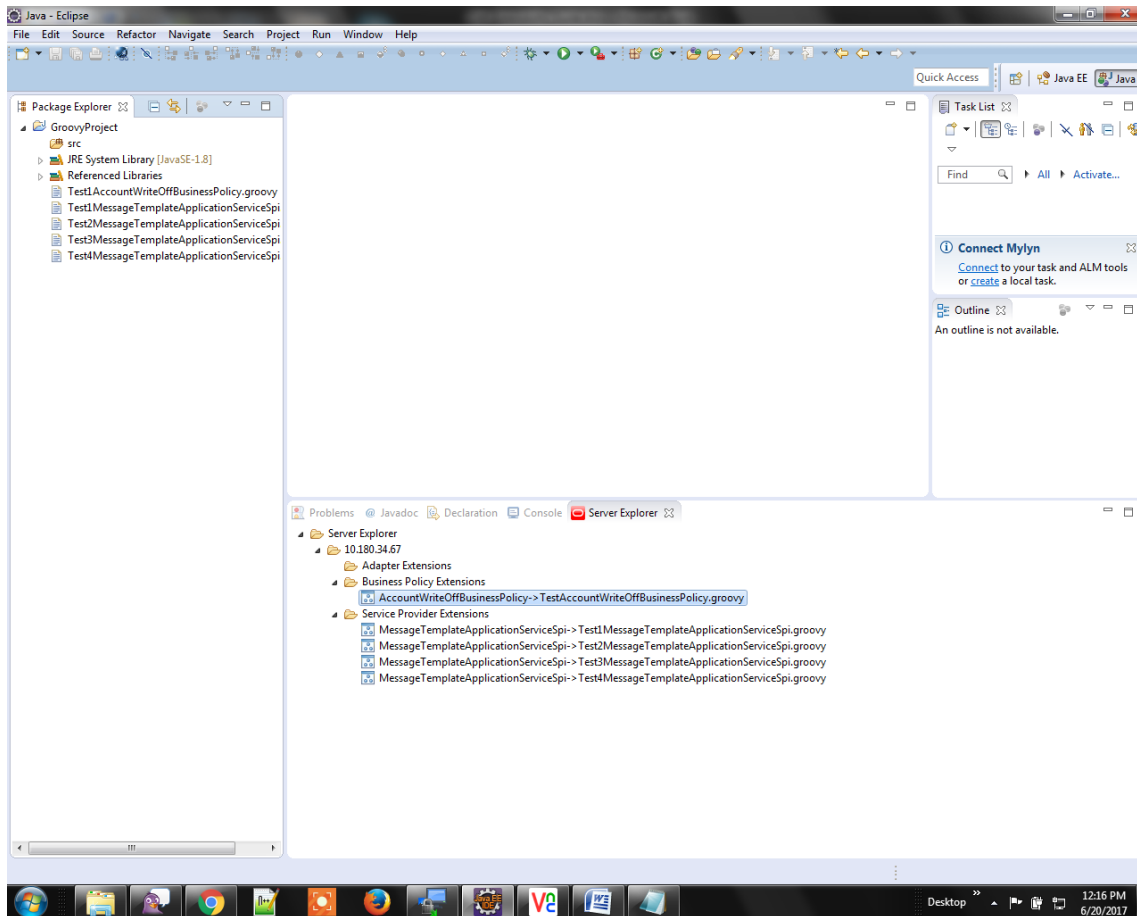 Java - Eclipse
File Edit Source Refactor Navigate Search Project Run Window Help
Quick Access
Java EE
Java
Package Explorer
GroovyProject
src
JRE System Library [JavaSE-1.8]
Referenced Libraries
Test1AccountWriteOffBusinessPolicy.groovy
Test1MessageTemplateApplicationServiceSpi
Test2MessageTemplateApplicationServiceSpi
Test3MessageTemplateApplicationServiceSpi
Test4MessageTemplateApplicationServiceSpi
Task List
Find All Activate...
Connect Mylyn
Connect to your task and ALM tools
or create a local task.
Outline
An outline is not available.
Problems @ Javadoc Declaration Console Server Explorer
Server Explorer
10.180.34.67
Adapter Extensions
Business Policy Extensions
AccountWriteOffBusinessPolicy->TestAccountWriteOffBusinessPolicy.groovy
Service Provider Extensions
MessageTemplateApplicationServiceSpi->Test1MessageTemplateApplicationServiceSpi.groovy
MessageTemplateApplicationServiceSpi->Test2MessageTemplateApplicationServiceSpi.groovy
MessageTemplateApplicationServiceSpi->Test3MessageTemplateApplicationServiceSpi.groovy
MessageTemplateApplicationServiceSpi->Test4MessageTemplateApplicationServiceSpi.groovy
Desktop
12:16 PM
6/20/2017